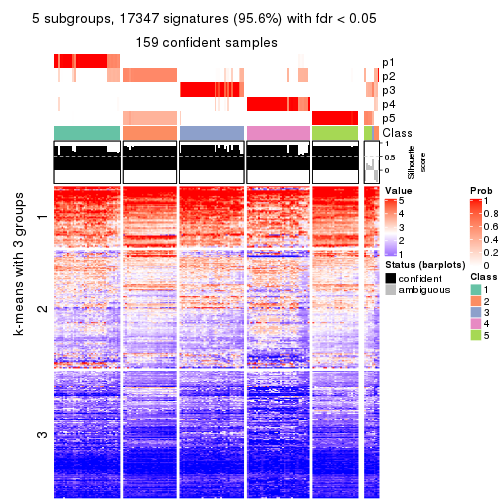 5 subgroups, 17347 signatures (95.6%) with fdr < 0.05
159 confident samples
p1
p2
p3
p4
p5
Class
1
0.5
0
Silhouette
score
k-means with 3 groups
1
2
3
Value
5
4
3
2
1
Status (barplots)
confident
ambiguous
Prob
1
0.8
0.6
0.4
0.2
0
Class
1
2
3
4
5